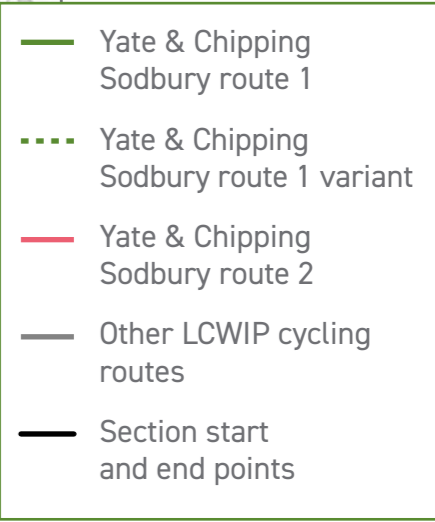 Yate & Chipping
Sodbury route 1
Yate & Chipping
Sodbury route 1 variant
Yate & Chipping
Sodbury route 2
Other LCWIP cycling
routes
Section start
and end points